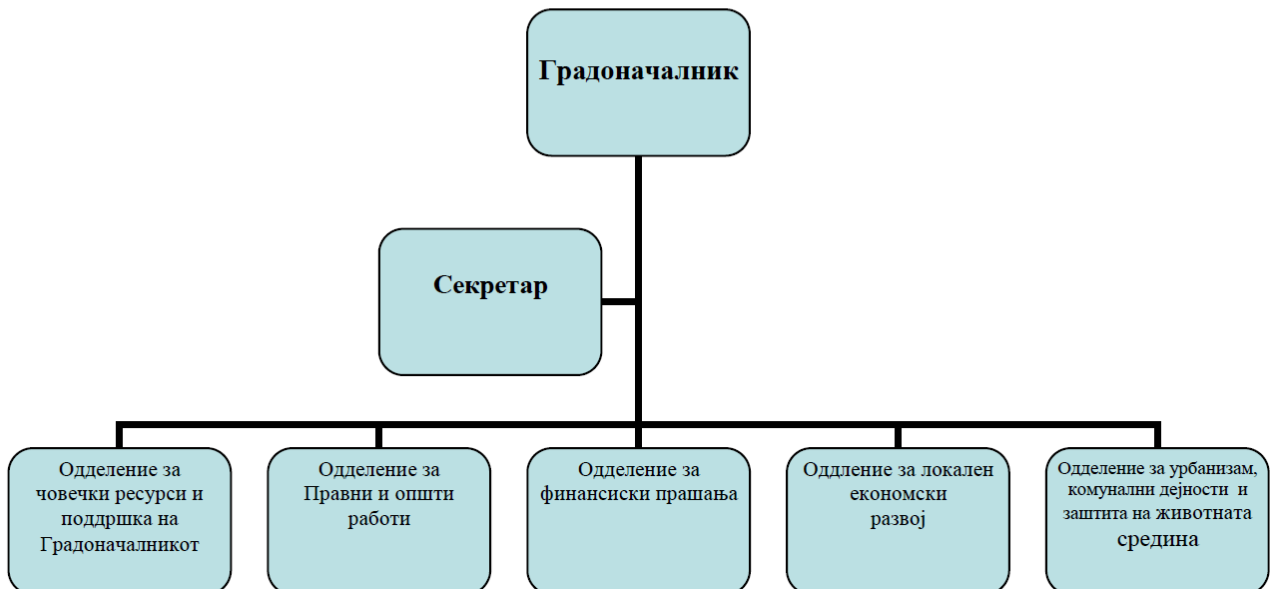 Градоначалник
Секретар
Одделение за
човечки ресурси и
поддршка на
Градоначалникот
Одделение за
Правни и општи
работи
Одделение за
финансиски прашања
Оддление за локален
економски
развој
Одделение за урбанизам,
комунални дејности и
заштита на животната
средина